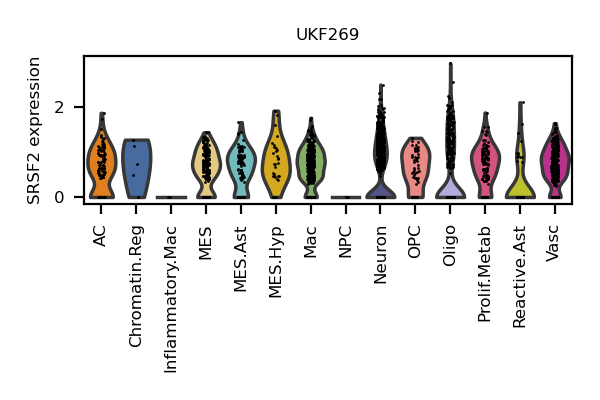 UKF269
SRSF2 expression
2
0
AC
Chromatin.Reg
Inflammatory.Mac
MES
MES.Ast
MES.Hyp
Mac
NPC
Neuron
OPC
Oligo
Prolif.Metab
Reactive.Ast
Vasc